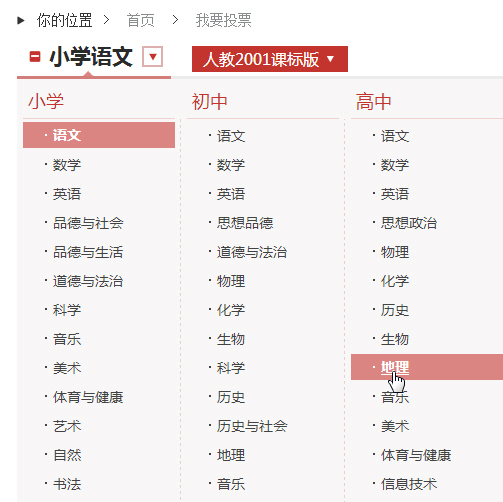 你的位置 > 首页 > 我要投票
小学语文 人教2001课标版
小学
· 语文
· 数学
· 英语
· 品德与社会
· 品德与生活
· 道德与法治
· 科学
· 音乐
· 美术
· 体育与健康
· 艺术
· 自然
· 书法
初中
· 语文
· 数学
· 英语
· 思想品德
· 道德与法治
· 物理
· 化学
· 生物
· 科学
· 历史
· 历史与社会
· 地理
· 音乐
高中
· 语文
· 数学
· 英语
· 思想政治
· 物理
· 化学
· 历史
· 生物
· 地理
· 音乐
· 美术
· 体育与健康
· 信息技术